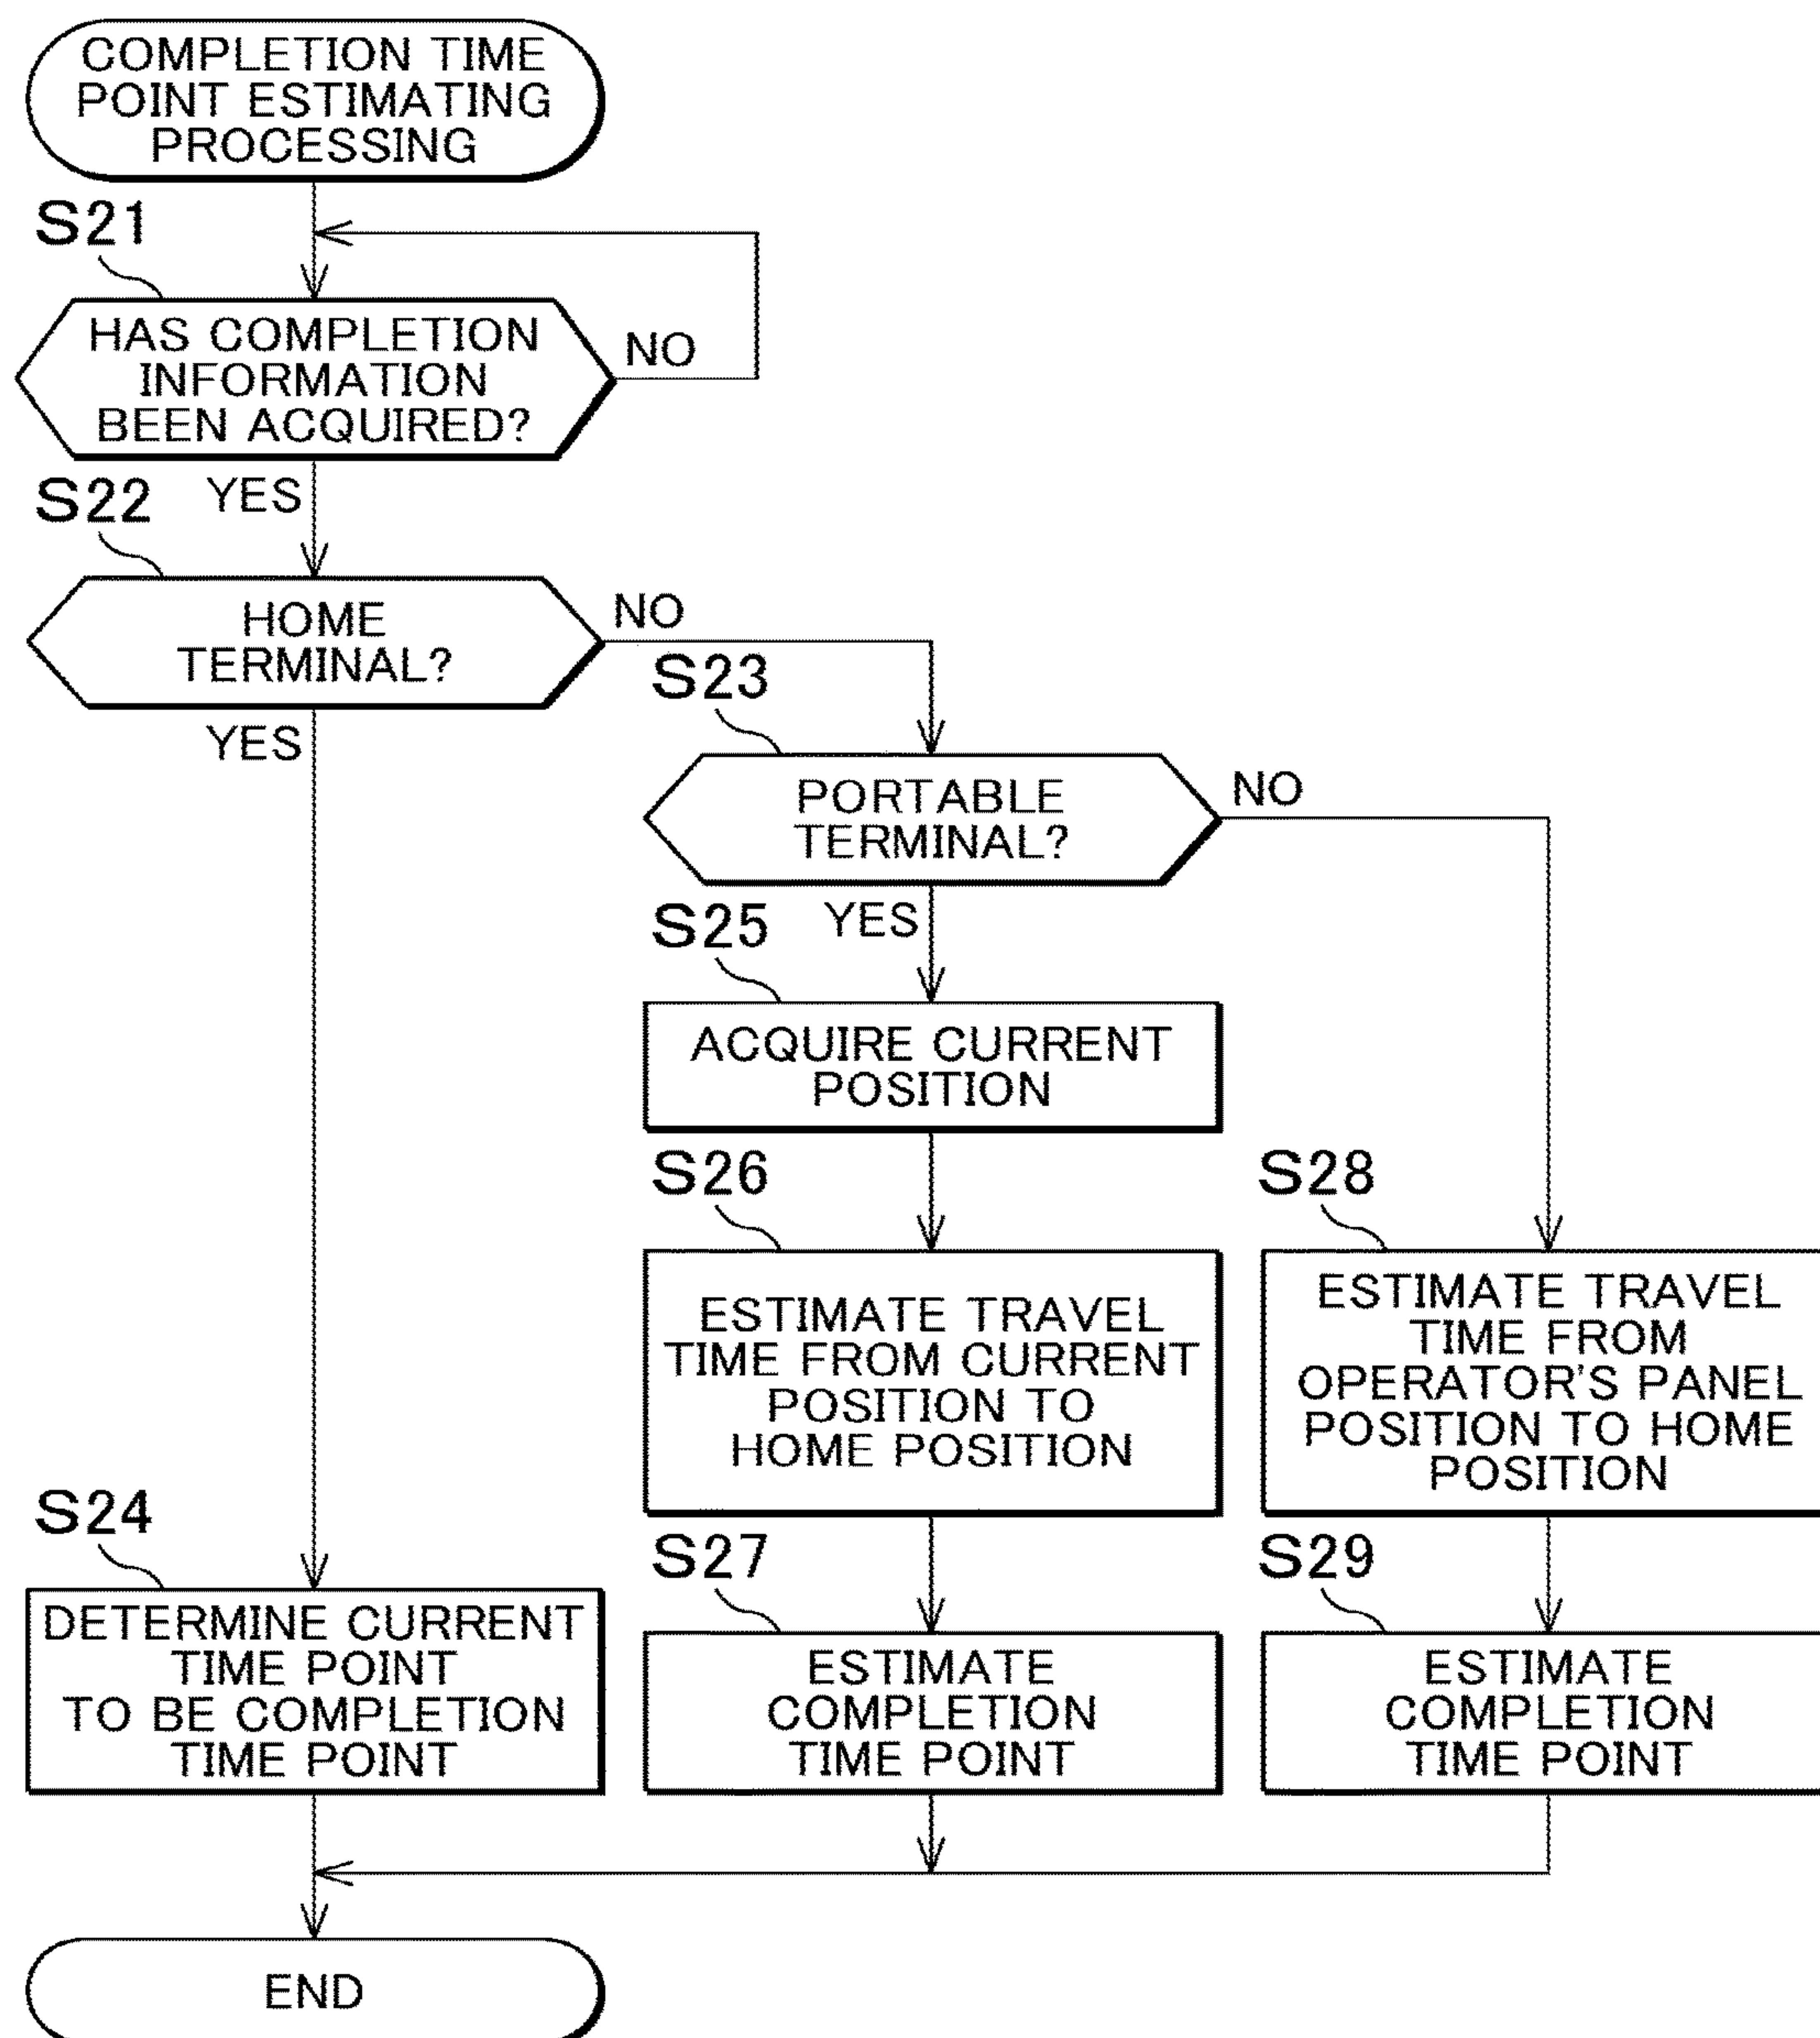 COMPLETION TIME
POINT ESTIMATING
PROCESSING
S21
HAS COMPLETION
INFORMATION
BEEN ACQUIRED?
NO
YES
S22
HOME
TERMINAL?
NO
YES
S23
PORTABLE
TERMINAL?
NO
YES
S25
ACQUIRE CURRENT
POSITION
S26
ESTIMATE TRAVEL
TIME FROM CURRENT
POSITION TO
HOME POSITION
S28
ESTIMATE TRAVEL
TIME FROM
OPERATOR'S PANEL
POSITION TO HOME
POSITION
S24
DETERMINE CURRENT
TIME POINT
TO BE COMPLETION
TIME POINT
S27
ESTIMATE
COMPLETION
TIME POINT
S29
ESTIMATE
COMPLETION
TIME POINT
END